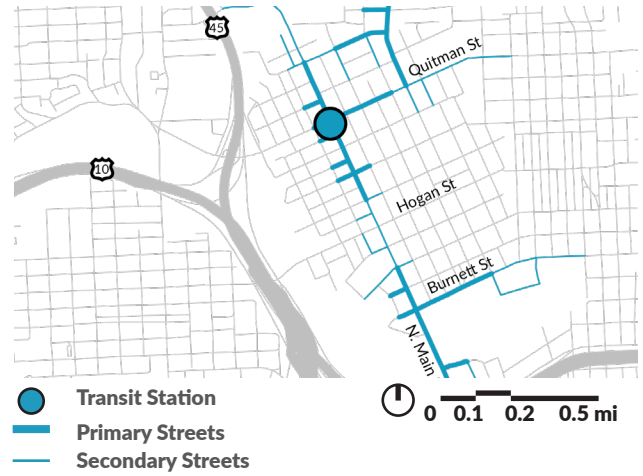 45
Quitman St
10
Hogan St
Burnett St
N. Main
Transit Station
Primary Streets
Secondary Streets
0 0.1 0.2 0.5 mi